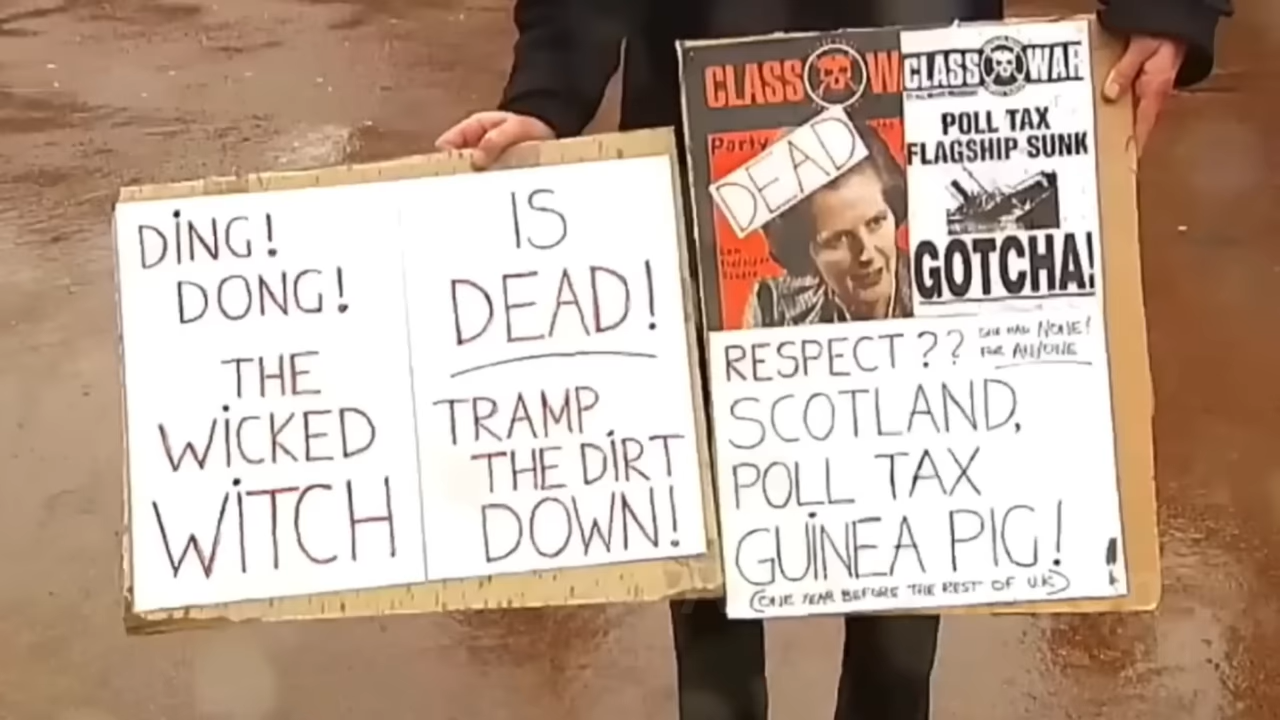 DING!
DONG!
THE
WICKED
WITCH
IS
DEAD!
TRAMP
THE DIRT
DOWN!
CLASS W
Party
DEAD
CLASS WAR
POLL TAX
FLAGSHIP SUNK
GOTCHA!
RESPECT?? SHE HAD NONE!
FOR ANYONE
SCOTLAND,
POLL TAX
GUINEA PIG!
(ONE YEAR BEFORE THE REST OF U.K)